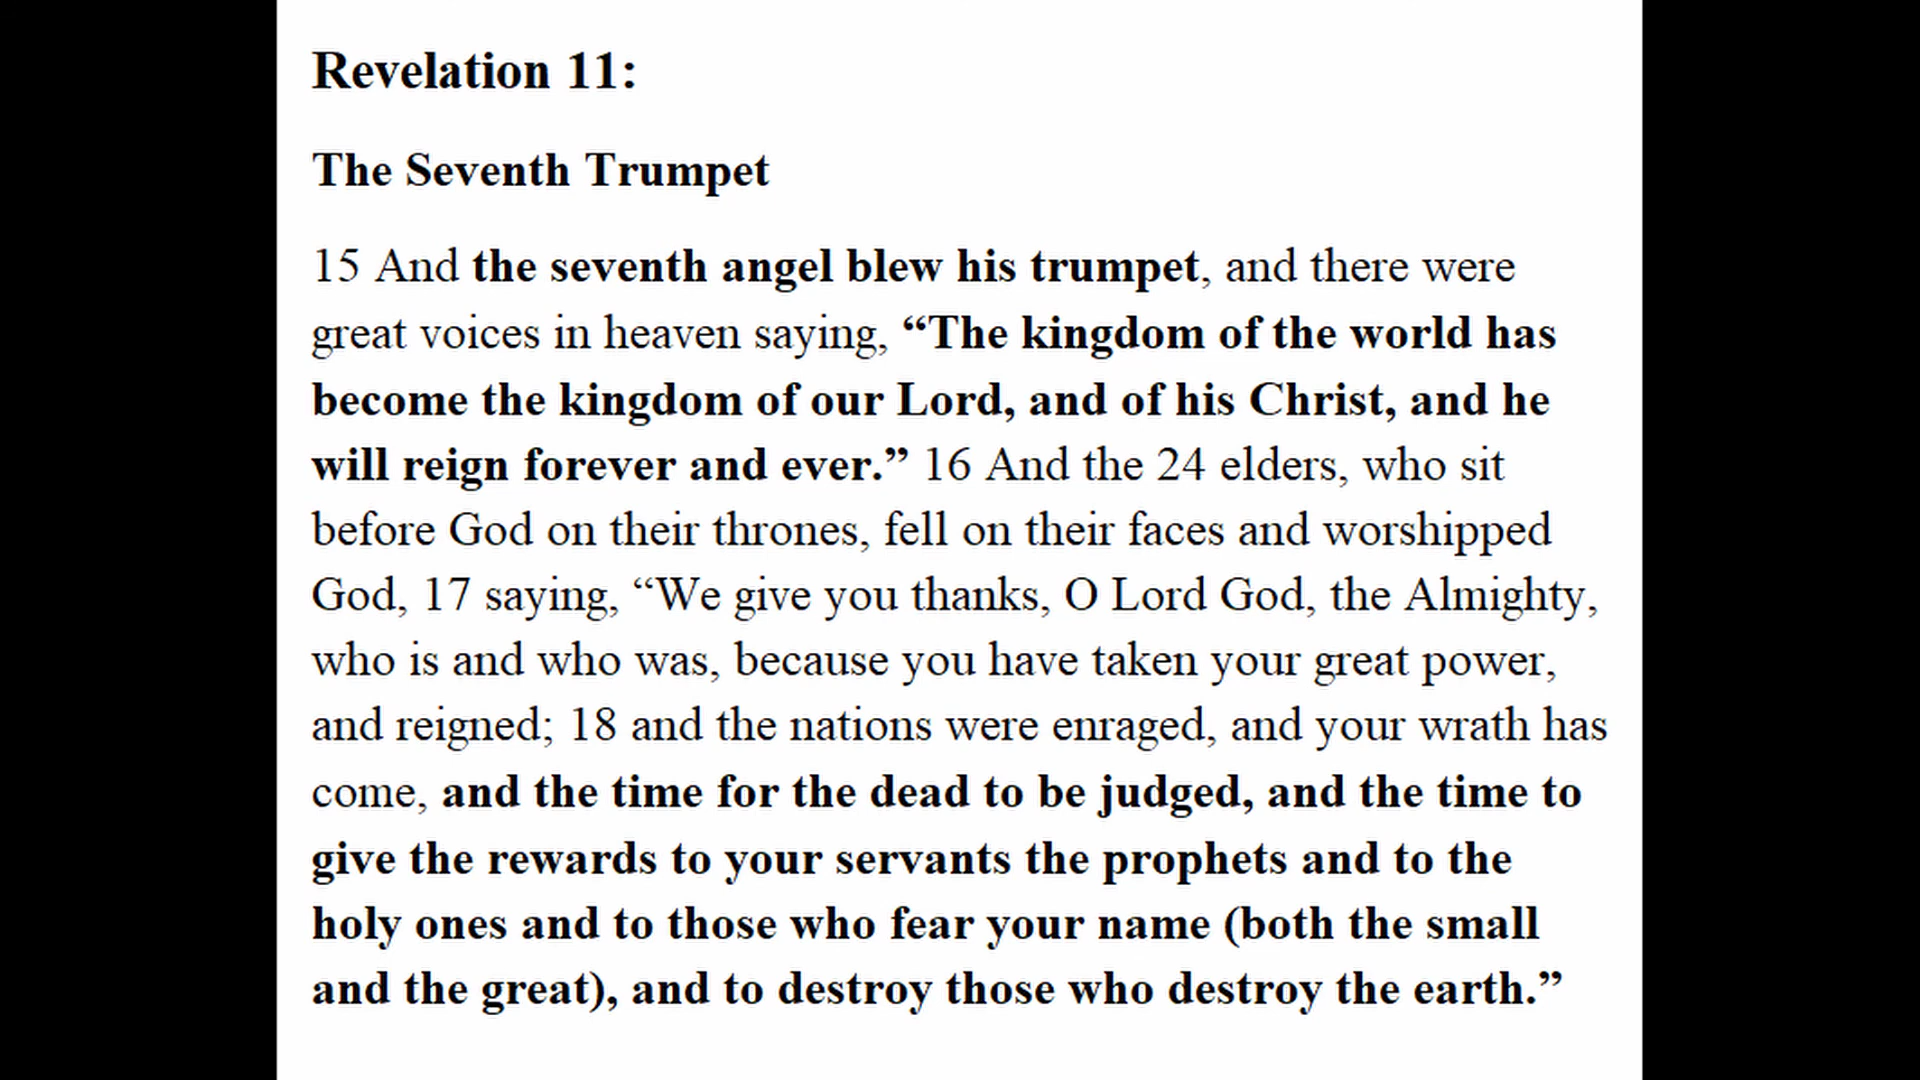 Revelation 11:
The Seventh Trumpet
15 And the seventh angel blew his trumpet, and there were
great voices in heaven saying, “The kingdom of the world has
become the kingdom of our Lord, and of his Christ, and he
will reign forever and ever.” 16 And the 24 elders, who sit
before God on their thrones, fell on their faces and worshipped
God, 17 saying, “We give you thanks, O Lord God, the Almighty,
who is and who was, because you have taken your great power,
and reigned; 18 and the nations were enraged, and your wrath has
come, and the time for the dead to be judged, and the time to
give the rewards to your servants the prophets and to the
holy ones and to those who fear your name (both the small
and the great), and to destroy those who destroy the earth.”